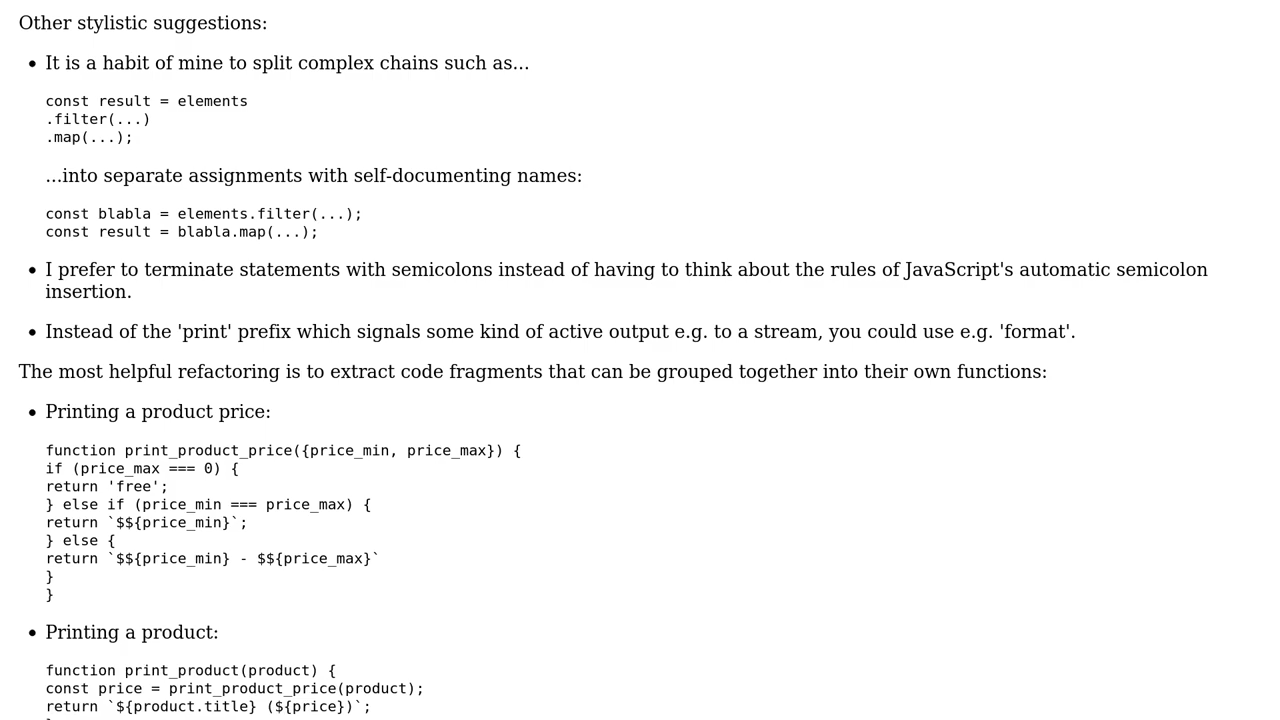 Other stylistic suggestions:
• It is a habit of mine to split complex chains such as...
const result = elements
.filter(...)
.map(...);
...into separate assignments with self-documenting names:
const blabla = elements.filter(...);
const result = blabla.map(...);
• I prefer to terminate statements with semicolons instead of having to think about the rules of JavaScript's automatic semicolon
insertion.
• Instead of the 'print' prefix which signals some kind of active output e.g. to a stream, you could use e.g. 'format'.
The most helpful refactoring is to extract code fragments that can be grouped together into their own functions:
• Printing a product price:
function print_product_price({price_min, price_max}) {
if (price_max === 0) {
return 'free';
} else if (price_min === price_max) {
return `$${price_min}`;
} else {
return `$${price_min} - $${price_max}`
}
}
• Printing a product:
function print_product(product) {
const price = print_product_price(product);
return `${product.title} (${price})`;